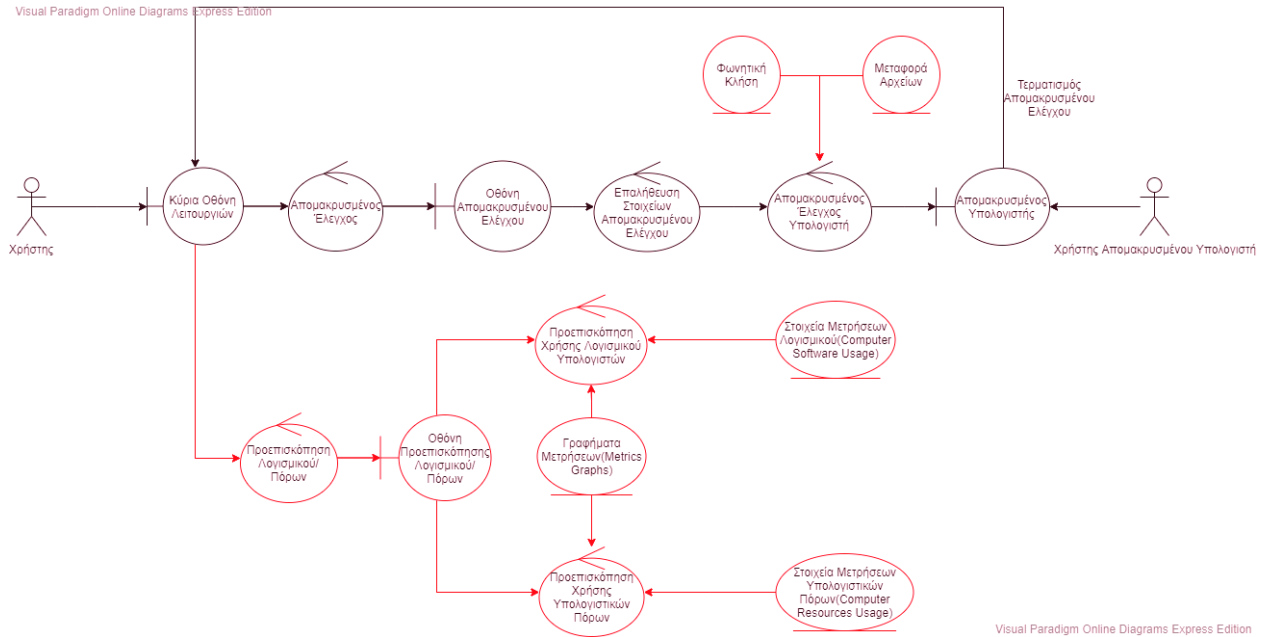 Visual Paradigm Online Diagrams Express Edition
Φωνητική
Κλήση
Μεταφορά
Αρχείων
Τερματισμός
Απομακρυσμένου
Ελέγχου
Χρήστης
Κύρια Οθόνη
Λειτουργιών
Απομακρυσμένος
Έλεγχος
Οθόνη
Απομακρυσμένου
Ελέγχου
Επαλήθευση
Στοιχείων
Απομακρυσμένου
Ελέγχου
Απομακρυσμένος
Έλεγχος
Υπολογιστή
Απομακρυσμένος
Υπολογιστής
Χρήστης Απομακρυσμένου Υπολογιστή
Προεπισκόπηση
Χρήσης Λογισμικού
Υπολογιστών
Στοιχεία Μετρήσεων
Λογισμικού(Computer
Software Usage)
Προεπισκόπηση
Λογισμικού/
Πόρων
Οθόνη
Προεπισκόπησης
Λογισμικού/
Πόρων
Γραφήματα
Μετρήσεων(Metrics
Graphs)
Προεπισκόπηση
Χρήσης
Υπολογιστικών
Πόρων
Στοιχεία Μετρήσεων
Υπολογιστικών
Πόρων(Computer
Resources Usage)
Visual Paradigm Online Diagrams Express Edition